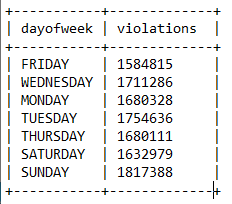 +-----------+------------+
| dayofweek | violations |
+-----------+------------+
| FRIDAY | 1584815
| WEDNESDAY | 1711286
| MONDAY | 1680328
| TUESDAY | 1754636
| THURSDAY | 1680111
| SATURDAY | 1632979
| SUNDAY | 1817388
+-----------+------------+